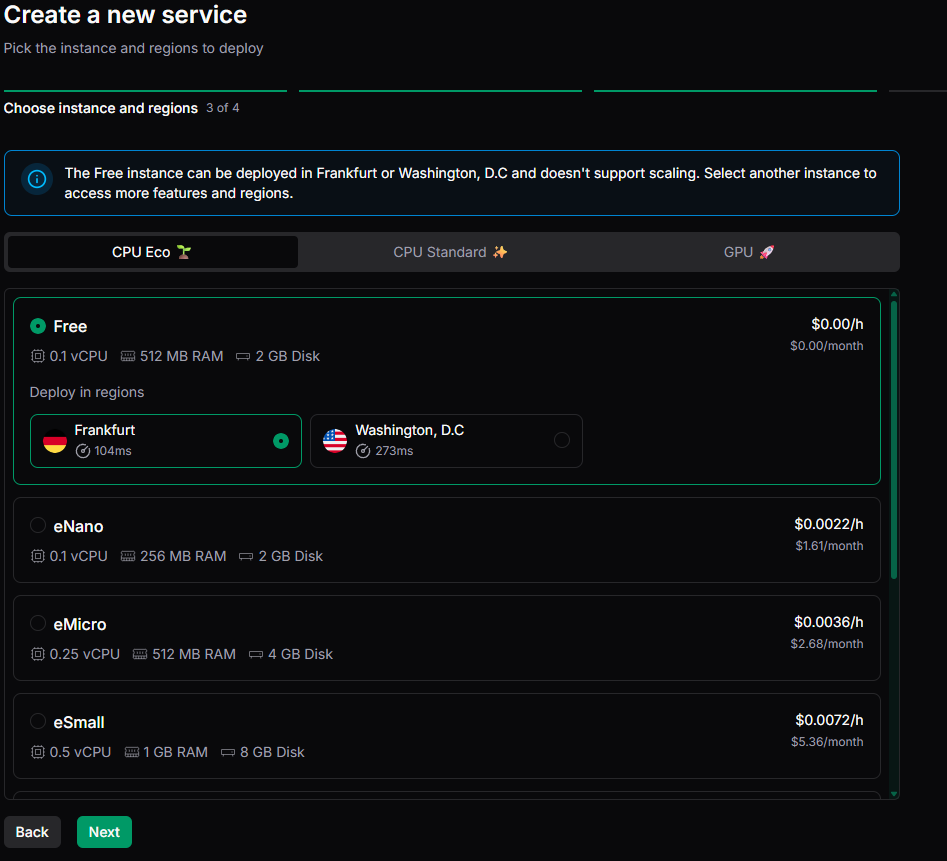 Create a new service
Pick the instance and regions to deploy
Choose instance and regions 3 of 4
The Free instance can be deployed in Frankfurt or Washington, D.C and doesn't support scaling. Select another instance to
access more features and regions.
CPU Eco 🌱
CPU Standard ✨
GPU 🚀
Free
$0.00/h
0.1 vCPU 512 MB RAM 2 GB Disk
$0.00/month
Deploy in regions
Frankfurt
104ms
Washington, D.C
273ms
eNano
$0.0022/h
0.1 vCPU 256 MB RAM 2 GB Disk
$1.61/month
eMicro
$0.0036/h
0.25 vCPU 512 MB RAM 4 GB Disk
$2.68/month
eSmall
$0.0072/h
0.5 vCPU 1 GB RAM 8 GB Disk
$5.36/month
Back
Next